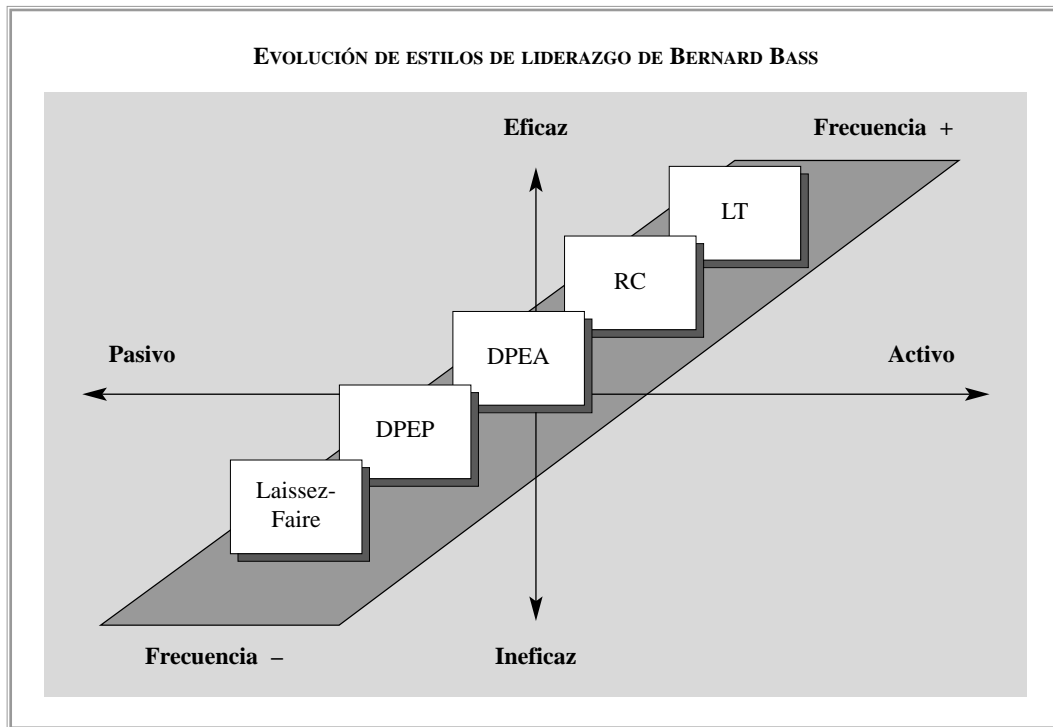 EVOLUCIÓN DE ESTILOS DE LIDERAZGO DE BERNARD BASS
Eficaz
Frecuencia +
LT
RC
DPEA
Pasivo
Activo
DPEP
Laissez-
Faire
Frecuencia –
Ineficaz